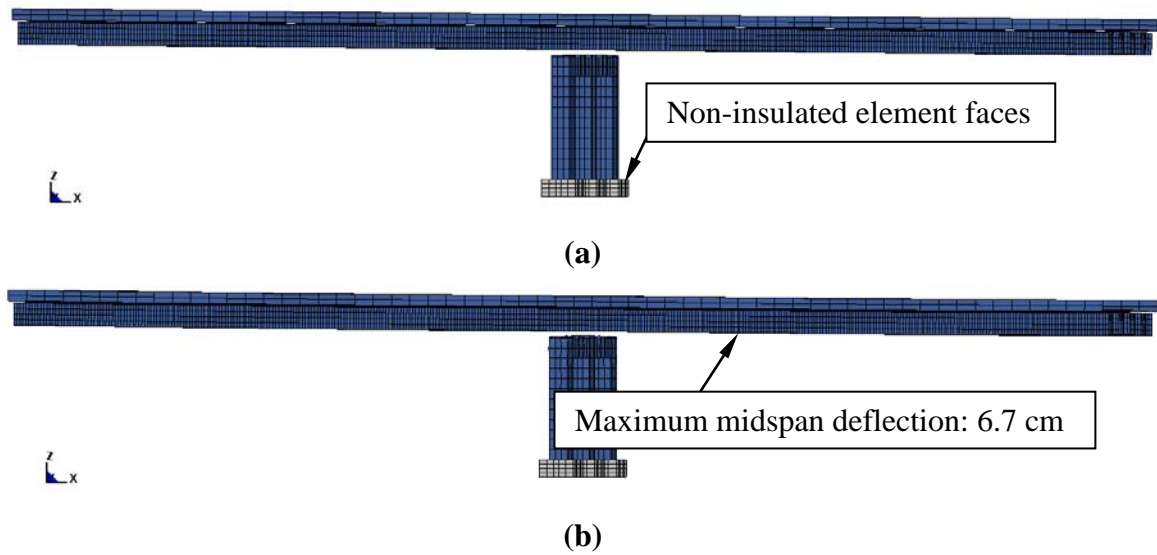 Non-insulated element faces
Z
X
(a)
Maximum midspan deflection: 6.7 cm
Z
X
(b)